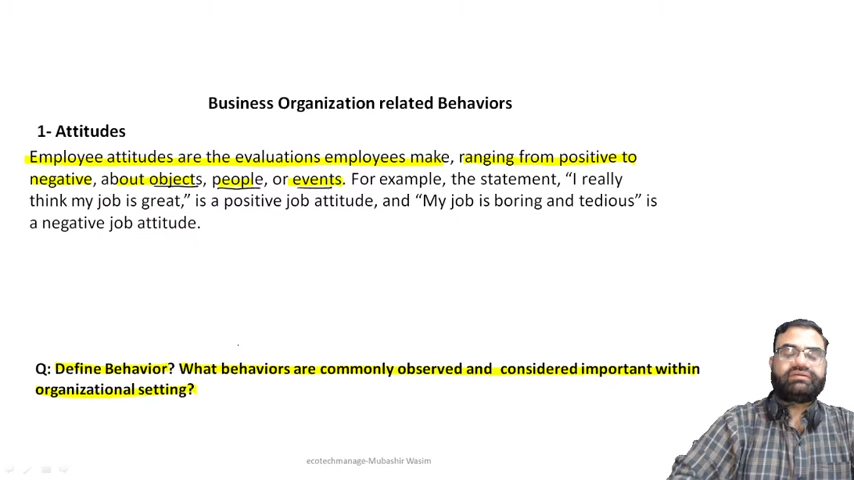 Business Organization related Behaviors
1- Attitudes
Employee attitudes are the evaluations employees make, ranging from positive to
negative, about objects, people, or events. For example, the statement, “I really
think my job is great,” is a positive job attitude, and “My job is boring and tedious” is
a negative job attitude.
Q: Define Behavior? What behaviors are commonly observed and considered important within
organizational setting?
ecotechmanage-Mubashir Wasim